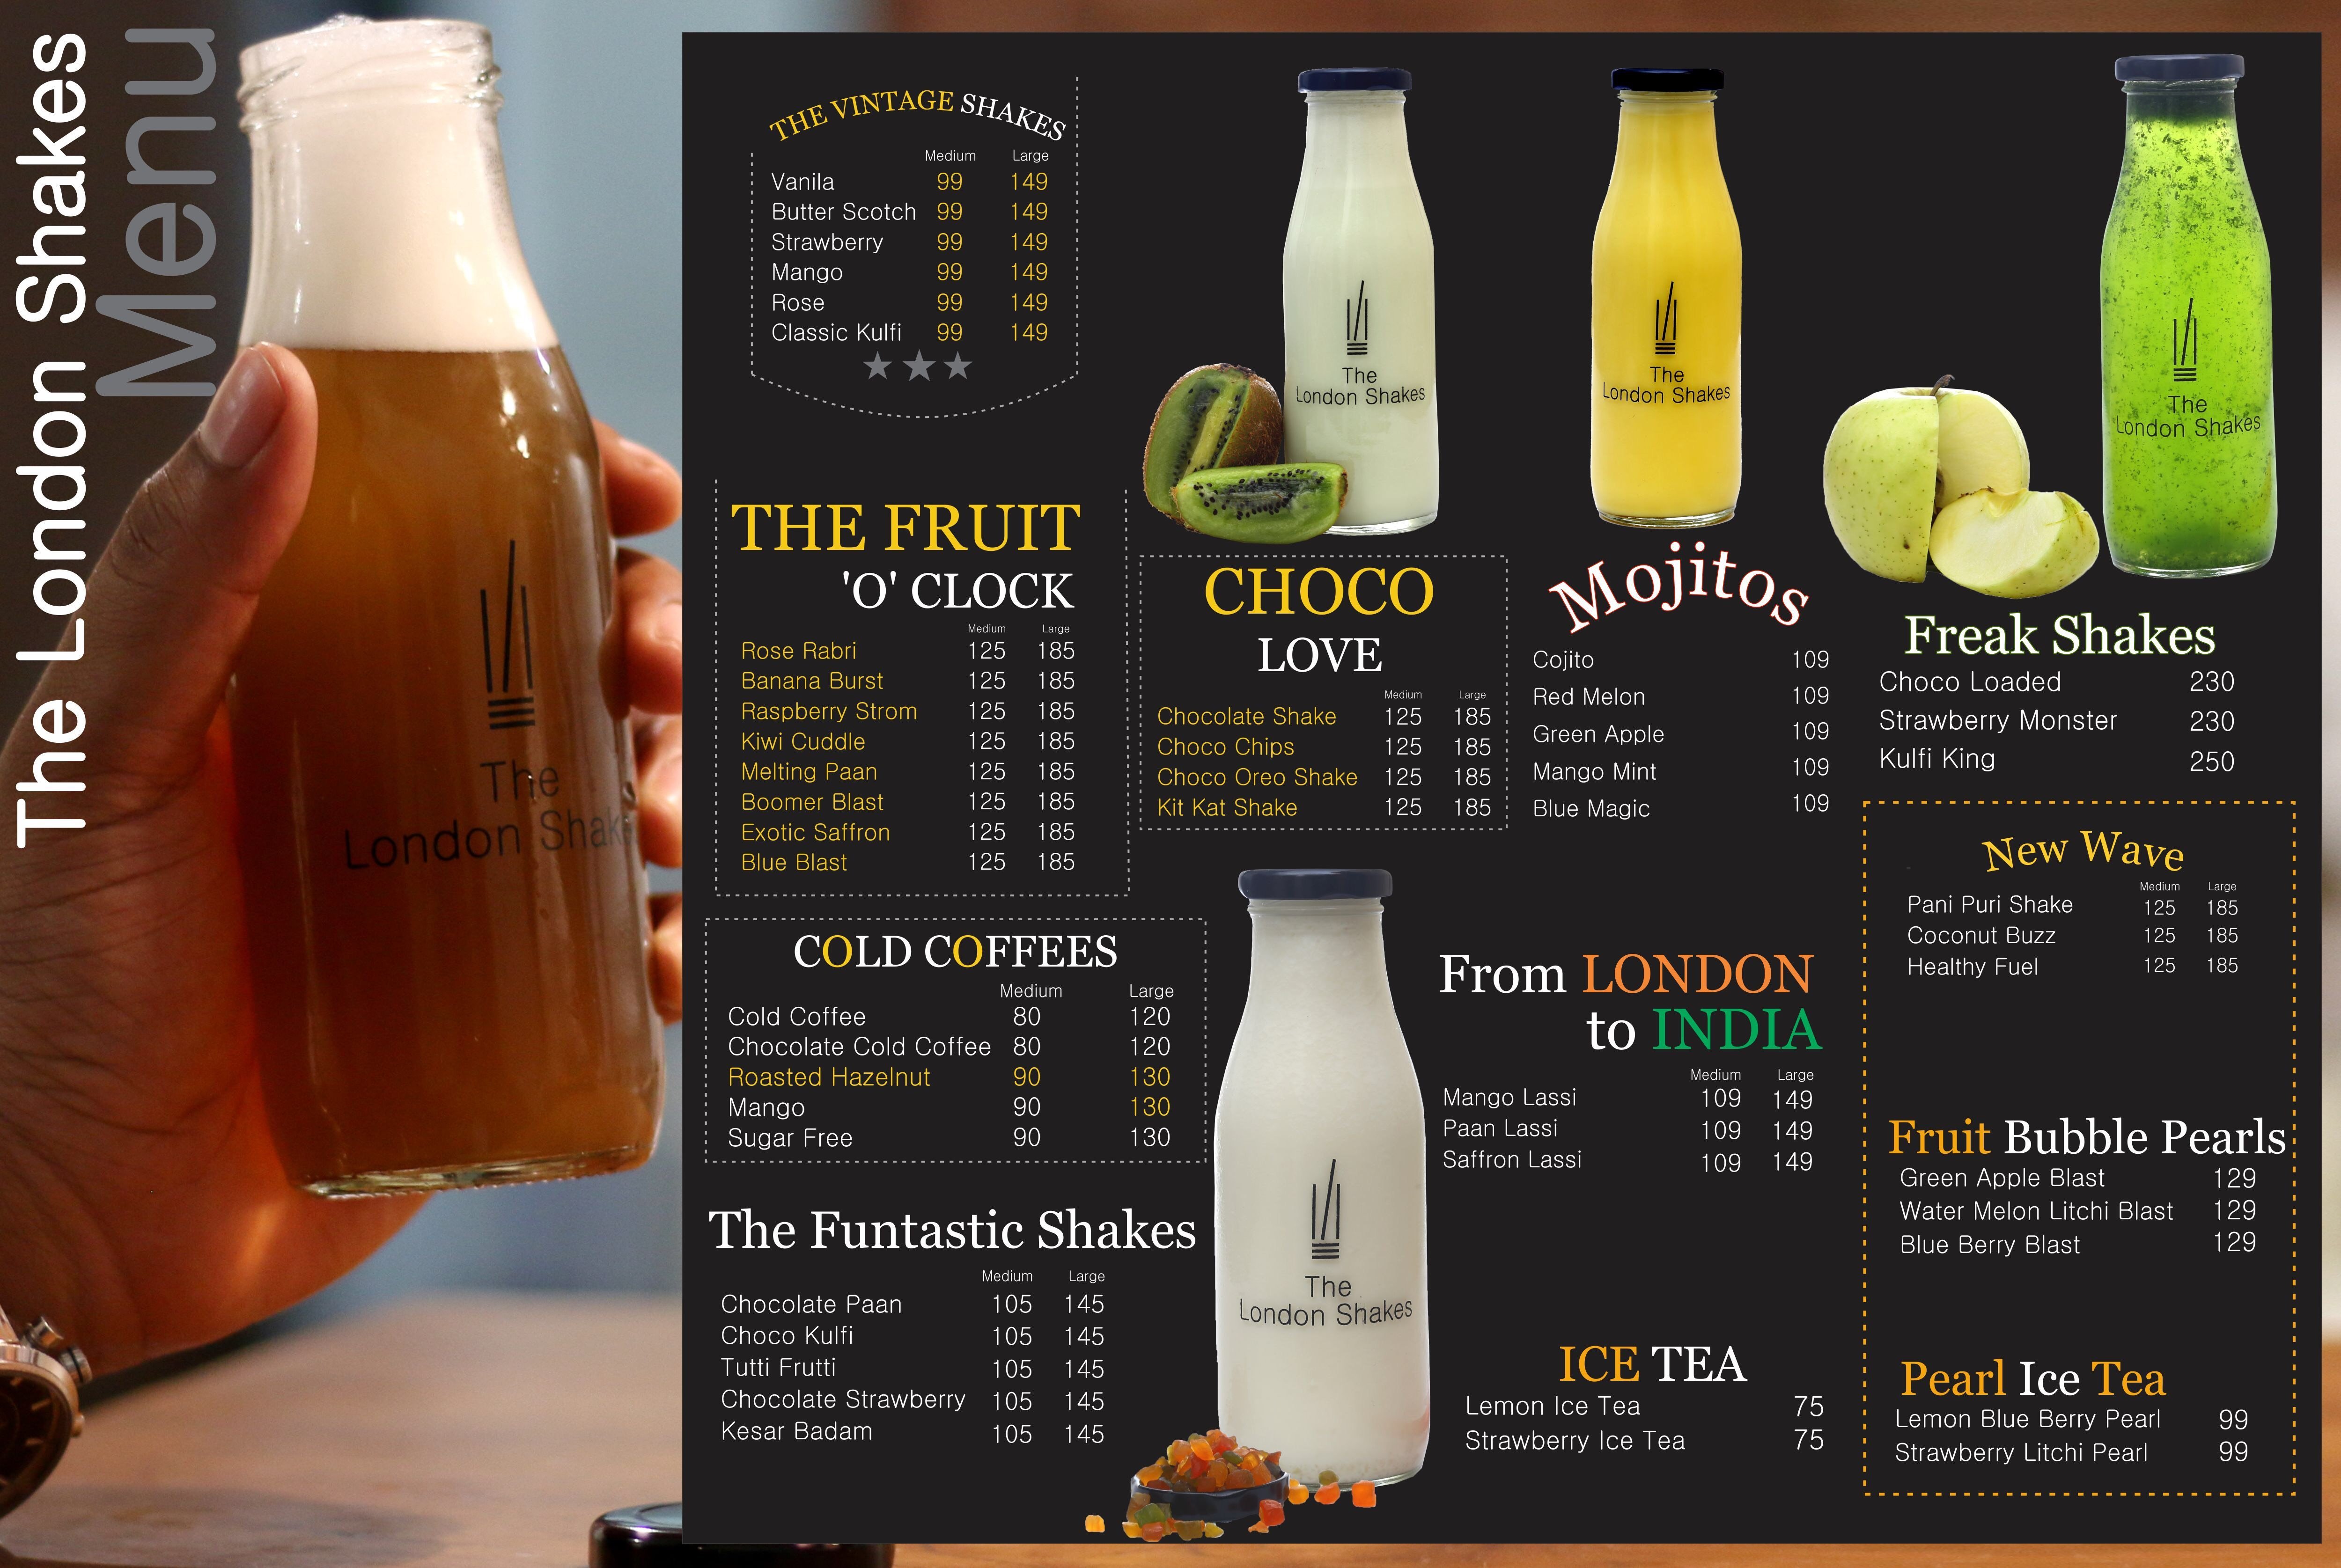 The London Shakes
Menu
The
London Shak
THE VINTAGE SHAKES
Medium Large
Vanila 99 149
Butter Scotch 99 149
Strawberry 99 149
Mango 99 149
Rose 99 149
Classic Kulfi 99 149
THE FRUIT
'O' CLOCK
Medium Large
Rose Rabri 125 185
Banana Burst 125 185
Raspberry Strom 125 185
Kiwi Cuddle 125 185
Melting Paan 125 185
Boomer Blast 125 185
Exotic Saffron 125 185
Blue Blast 125 185
COLD COFFEES
Medium Large
Cold Coffee 80 120
Chocolate Cold Coffee 80 120
Roasted Hazelnut 90 130
Mango 90 130
Sugar Free 90 130
The Funtastic Shakes
Medium Large
Chocolate Paan 105 145
Choco Kulfi 105 145
Tutti Frutti 105 145
Chocolate Strawberry 105 145
Kesar Badam 105 145
The
London Shakes
CHOCO
LOVE
Medium Large
Chocolate Shake 125 185
Choco Chips 125 185
Choco Oreo Shake 125 185
Kit Kat Shake 125 185
The
London Shakes
The
London Shakes
Mojitos
Cojito 109
Red Melon 109
Green Apple 109
Mango Mint 109
Blue Magic 109
From LONDON
to INDIA
Medium Large
Mango Lassi 109 149
Paan Lassi 109 149
Saffron Lassi 109 149
ICE TEA
Lemon Ice Tea 75
Strawberry Ice Tea 75
The
London Shakes
Freak Shakes
Choco Loaded 230
Strawberry Monster 230
Kulfi King 250
New Wave
Medium Large
Pani Puri Shake 125 185
Coconut Buzz 125 185
Healthy Fuel 125 185
Fruit Bubble Pearls
Green Apple Blast 129
Water Melon Litchi Blast 129
Blue Berry Blast 129
Pearl Ice Tea
Lemon Blue Berry Pearl 99
Strawberry Litchi Pearl 99